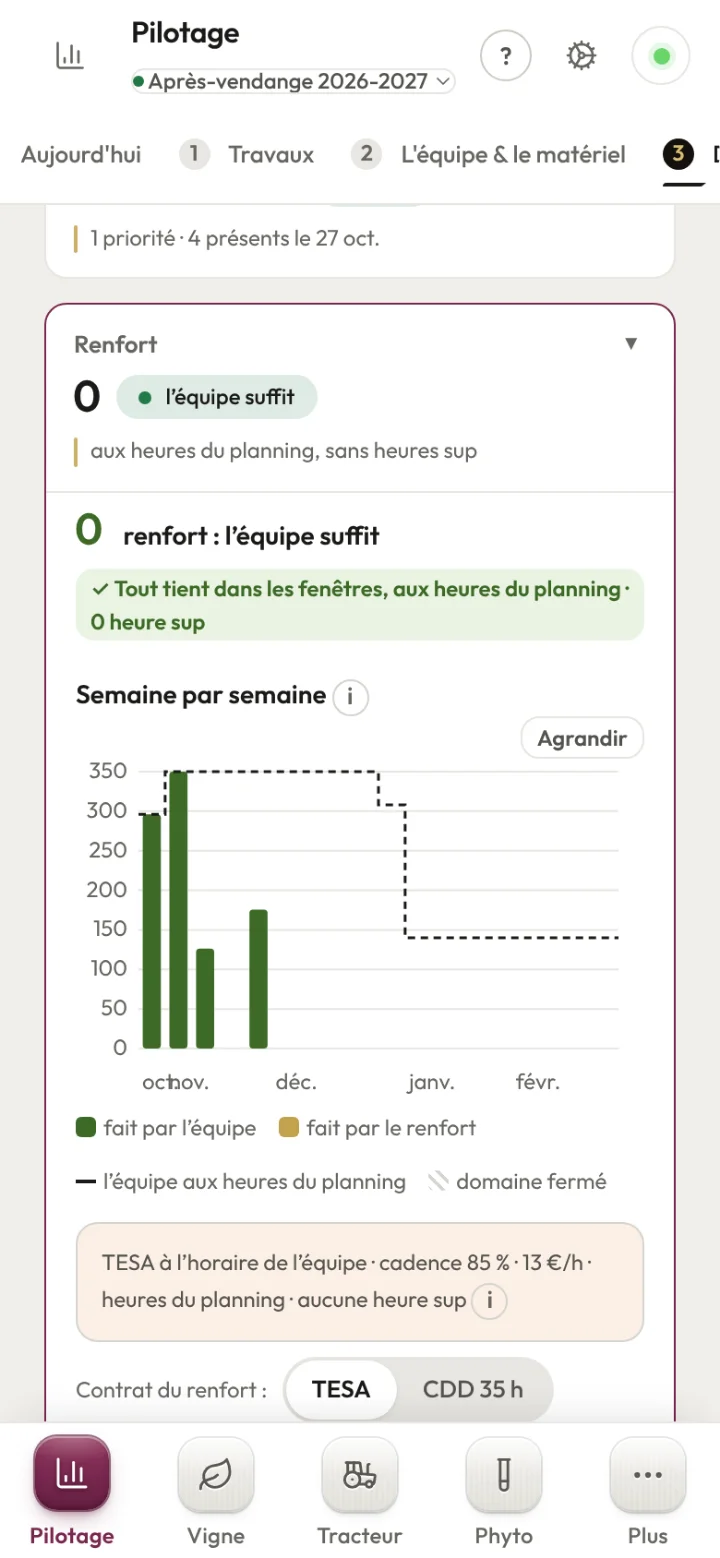 Pilotage
Après-vendange 2026-2027
?
Aujourd'hui 1 Travaux 2 L'équipe & le matériel 3
1 priorité · 4 présents le 27 oct.
Renfort ▼
0 l'équipe suffit
aux heures du planning, sans heures sup
0 renfort : l'équipe suffit
✓ Tout tient dans les fenêtres, aux heures du planning ·
0 heure sup
Semaine par semaine i
Agrandir
350
300
250
200
150
100
50
0
oct. nov. déc. janv. févr.
fait par l'équipe fait par le renfort
l'équipe aux heures du planning domaine fermé
TESA à l'horaire de l'équipe · cadence 85 % · 13 €/h ·
heures du planning · aucune heure sup i
Contrat du renfort : TESA CDD 35 h
Pilotage Vigne Tracteur Phyto Plus